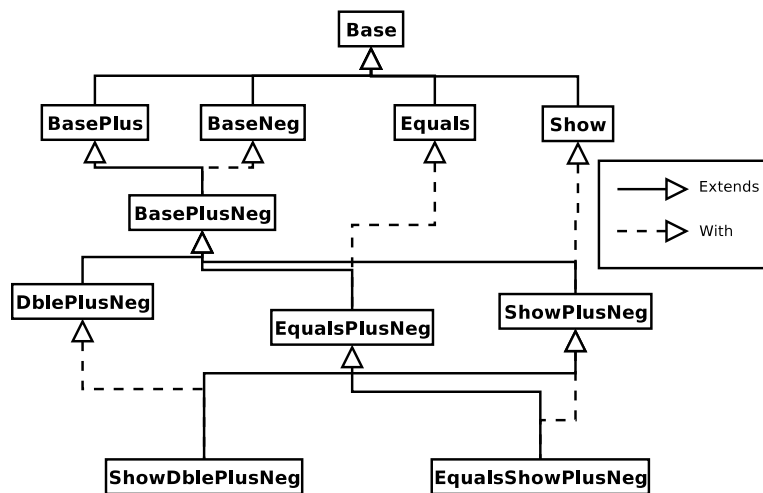 Base
BasePlus
BaseNeg
Equals
Show
Extends
With
BasePlusNeg
DblePlusNeg
EqualsPlusNeg
ShowPlusNeg
ShowDblePlusNeg
EqualsShowPlusNeg